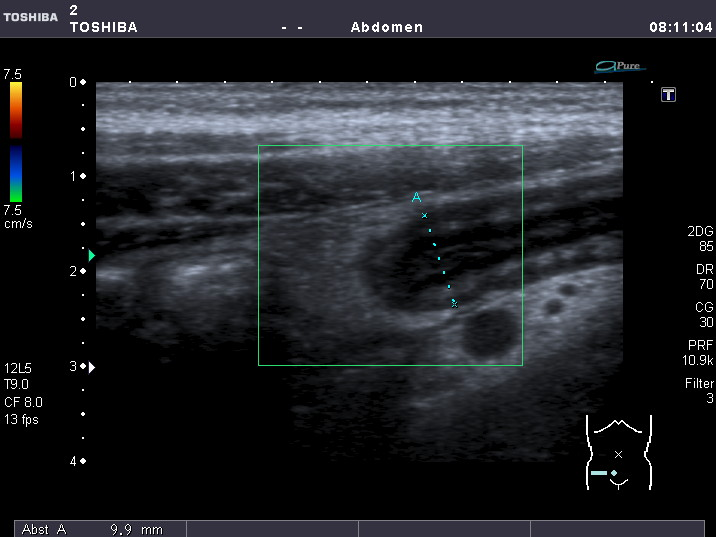 TOSHIBA
2
TOSHIBA
- -
Abdomen
08:11:04
7.5
7.5
cm/s
0
1
2
3
4
A
Pure
T
2DG
85
DR
70
CG
30
PRF
10.9k
Filter
3
12L5
T9.0
CF 8.0
13 fps
Abst A 9.9 mm